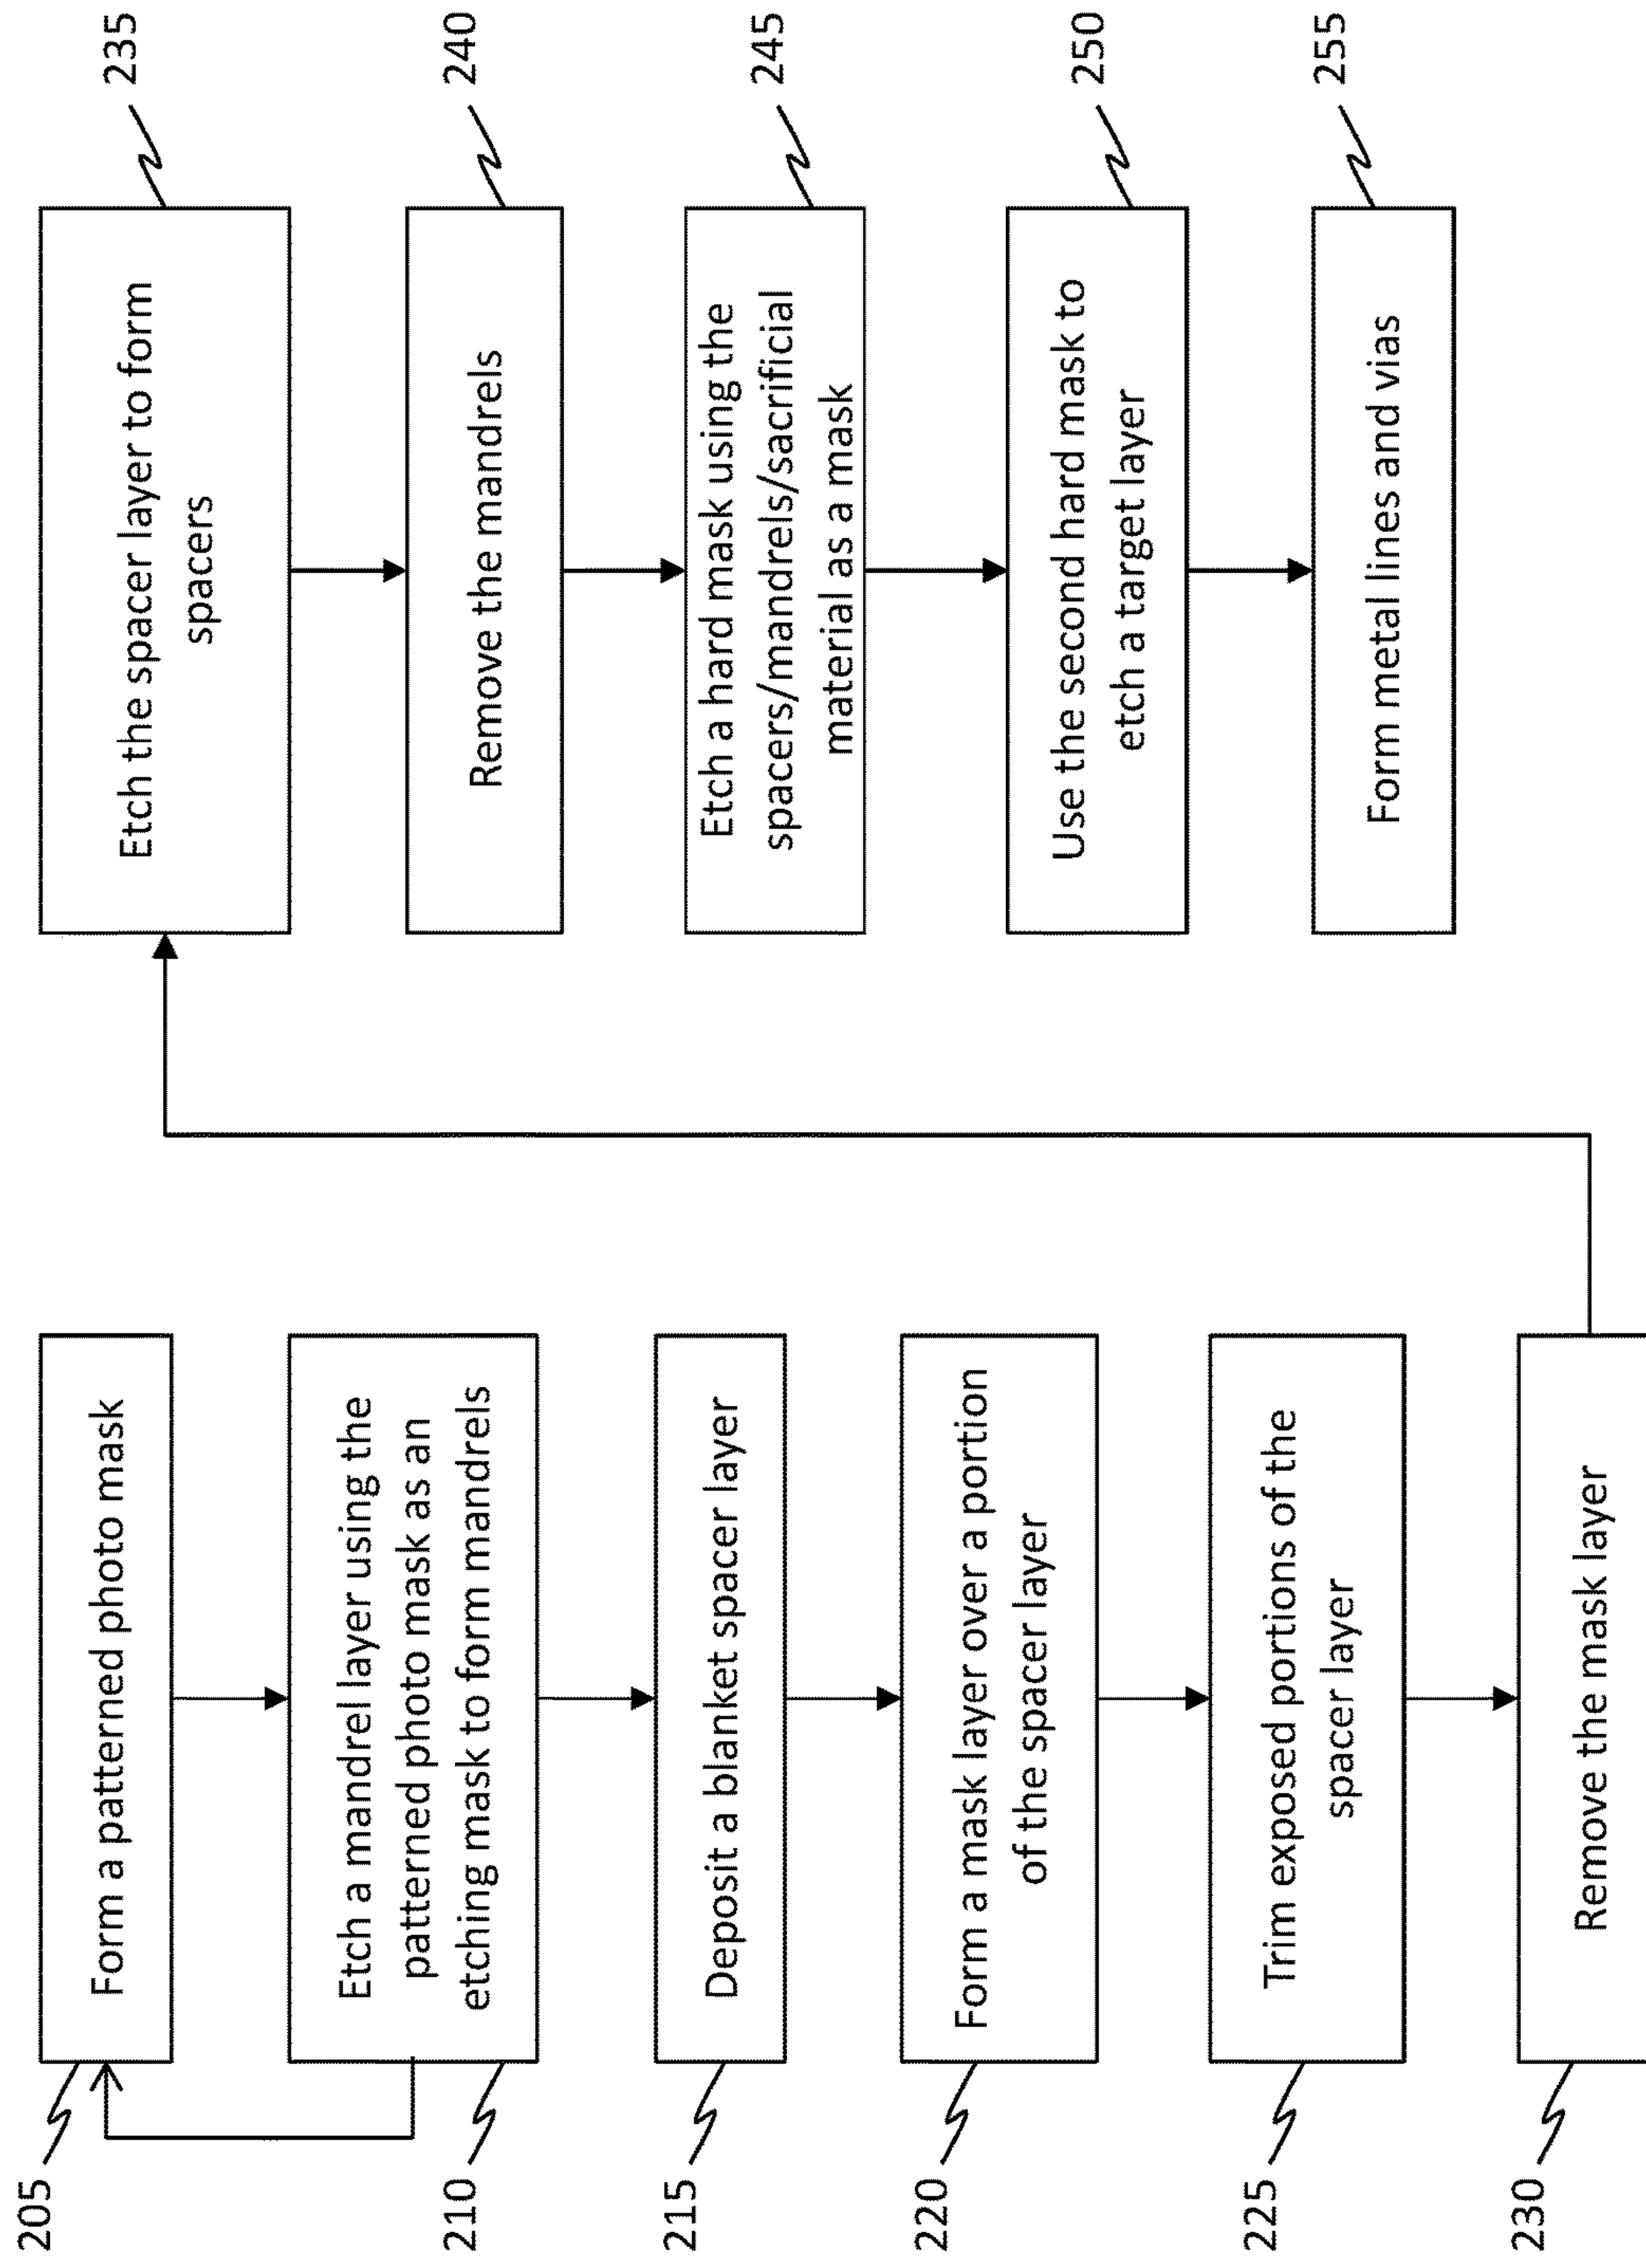 205
Form a patterned photo mask
210
Etch a mandrel layer using the
patterned photo mask as an
etching mask to form mandrels
215
Deposit a blanket spacer layer
220
Form a mask layer over a portion
of the spacer layer
225
Trim exposed portions of the
spacer layer
230
Remove the mask layer
235
Etch the spacer layer to form
spacers
240
Remove the mandrels
245
Etch a hard mask using the
spacers/mandrels/sacrificial
material as a mask
250
Use the second hard mask to
etch a target layer
255
Form metal lines and vias